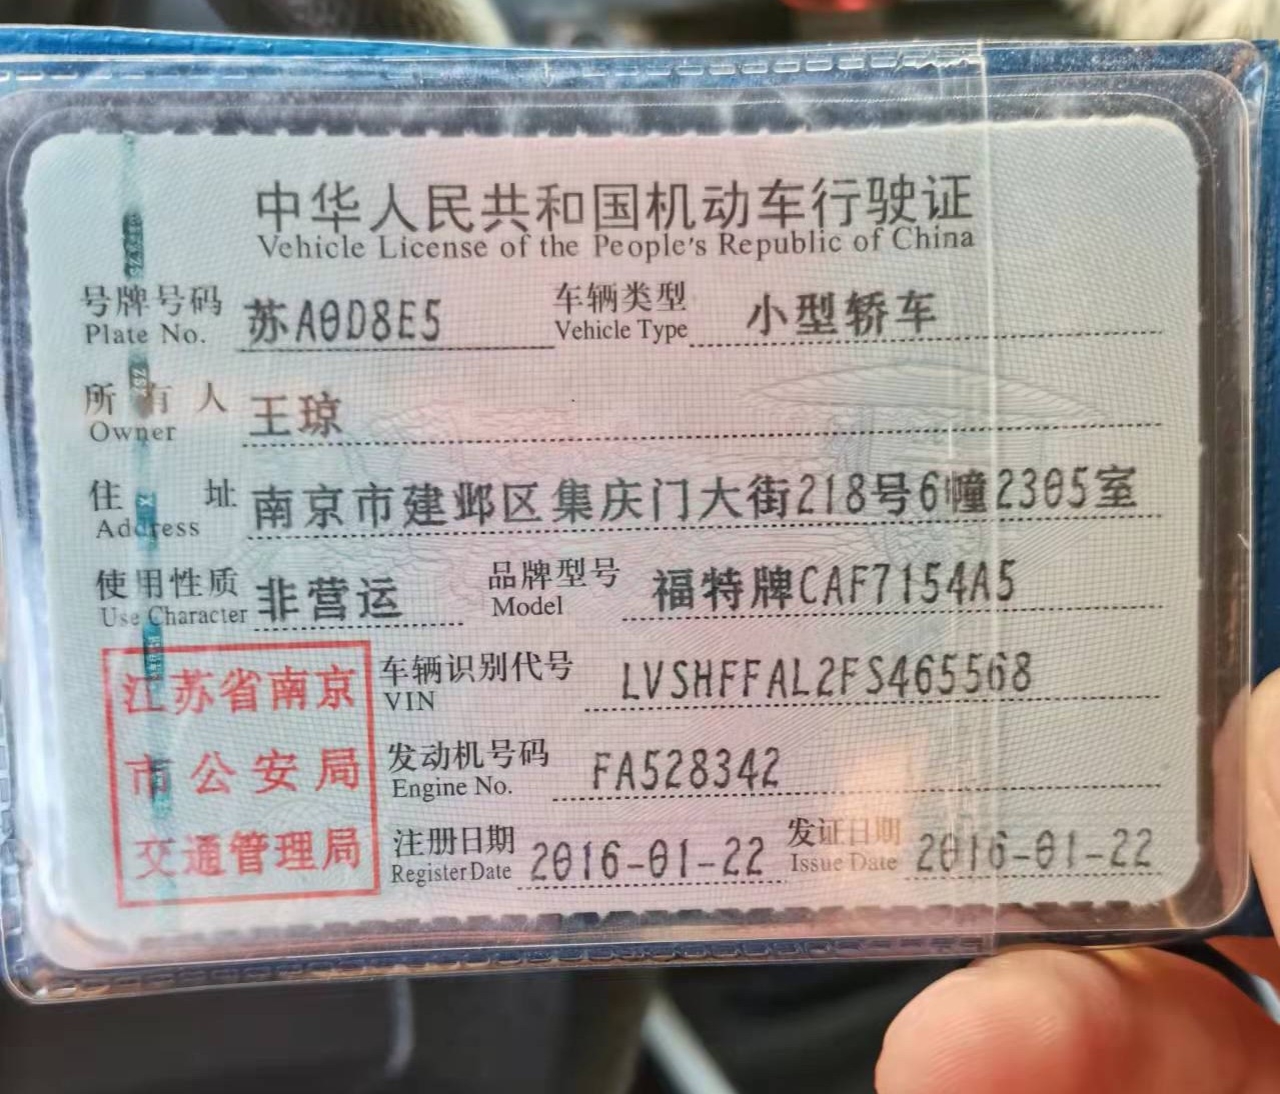 中华人民共和国机动车行驶证
Vehicle License of the People's Republic of China
号牌号码 苏A0D8E5 车辆类型 小型轿车
Plate No. Vehicle Type
所有人 王琼
Owner
住址 南京市建邺区集庆门大街218号6幢2305室
Address
使用性质 非营运 品牌型号 福特牌CAF7154A5
Use Character Model
车辆识别代号 LVSHFFAL2FS465568
VIN
发动机号码 FA528342
Engine No.
注册日期 2016-01-22 发证日期 2016-01-22
Register Date Issue Date
江苏省南京
市公安局
交通管理局